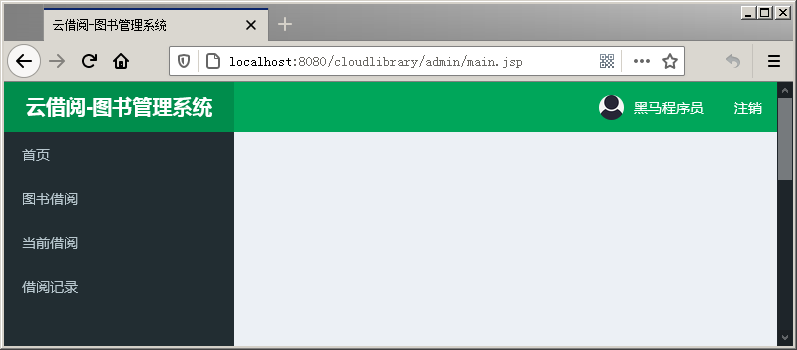 云借阅-图书管理系统
localhost:8080/cloudlibrary/admin/main.jsp
云借阅-图书管理系统
黑马程序员 注销
首页
图书借阅
当前借阅
借阅记录